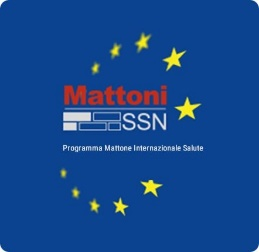 Mattoni
SSN
Programma Mattone Internazionale Salute